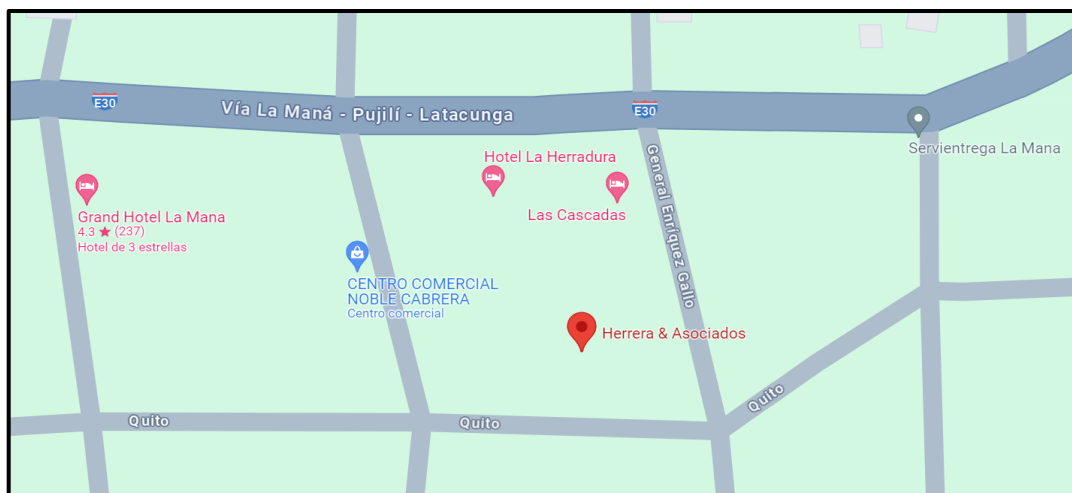 E30
Vía La Maná - Pujilí - Latacunga
E30
Servientrega La Mana
Hotel La Herradura
General Enríquez Gallo
Las Cascadas
Grand Hotel La Mana
4.3 ★ (237)
Hotel de 3 estrellas
CENTRO COMERCIAL
NOBLE CABRERA
Centro comercial
Herrera & Asociados
Quito
Quito
Quito